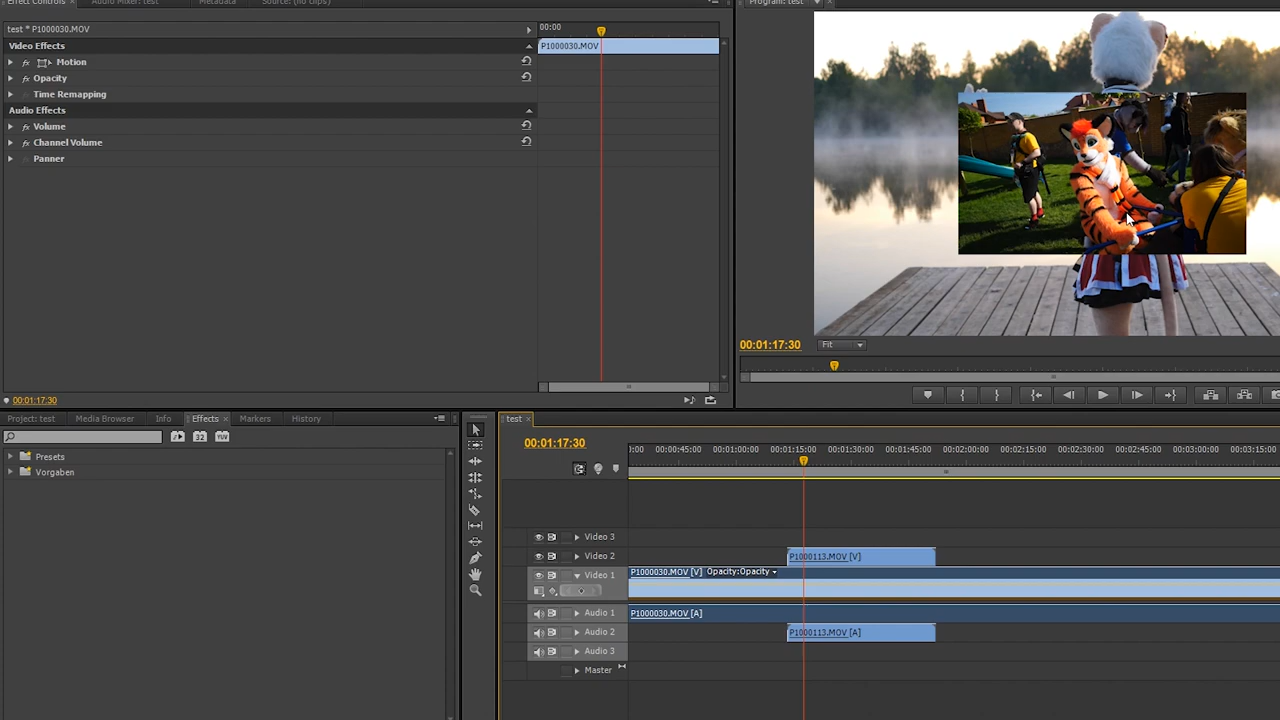 Effect Controls × Audio Mixer: test Metadata Source: (no clips)
Program: test
test * P1000030.MOV
00:00
Video Effects
P1000030.MOV
fx Motion
fx Opacity
Time Remapping
Audio Effects
fx Volume
fx Channel Volume
Panner
00:01:17:30
Fit
00:01:17:30
Project: test Media Browser Info Effects × Markers History
test ×
32 YUV
00:01:17:30
:00 00:00:45:00 00:01:00:00 00:01:15:00 00:01:30:00 00:01:45:00 00:02:00:00 00:02:15:00 00:02:30:00 00:02:45:00 00:03:00:00 00:03:15:00
Presets
Vorgaben
Video 3
Video 2
P1000113.MOV [V]
Video 1
P1000030.MOV [V] Opacity:Opacity
Audio 1
P1000030.MOV [A]
Audio 2
P1000113.MOV [A]
Audio 3
Master